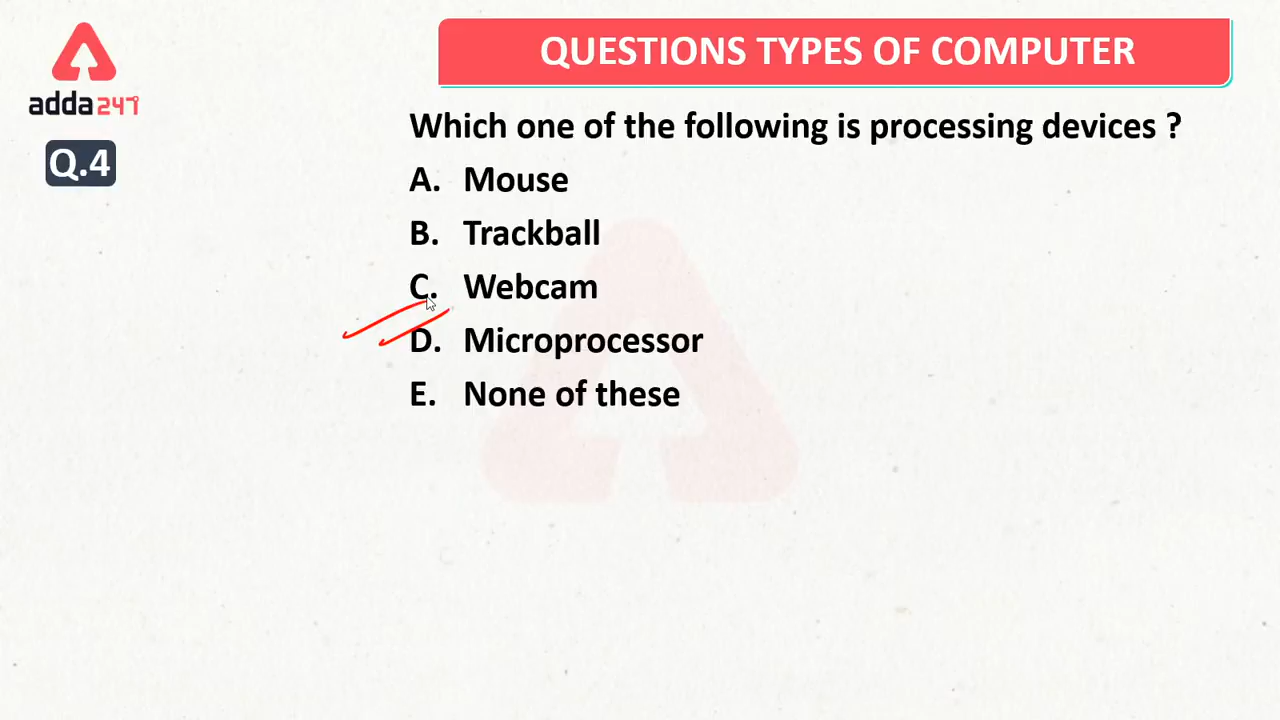 QUESTIONS TYPES OF COMPUTER
adda247
Q.4
Which one of the following is processing devices ?
A. Mouse
B. Trackball
C. Webcam
D. Microprocessor
E. None of these